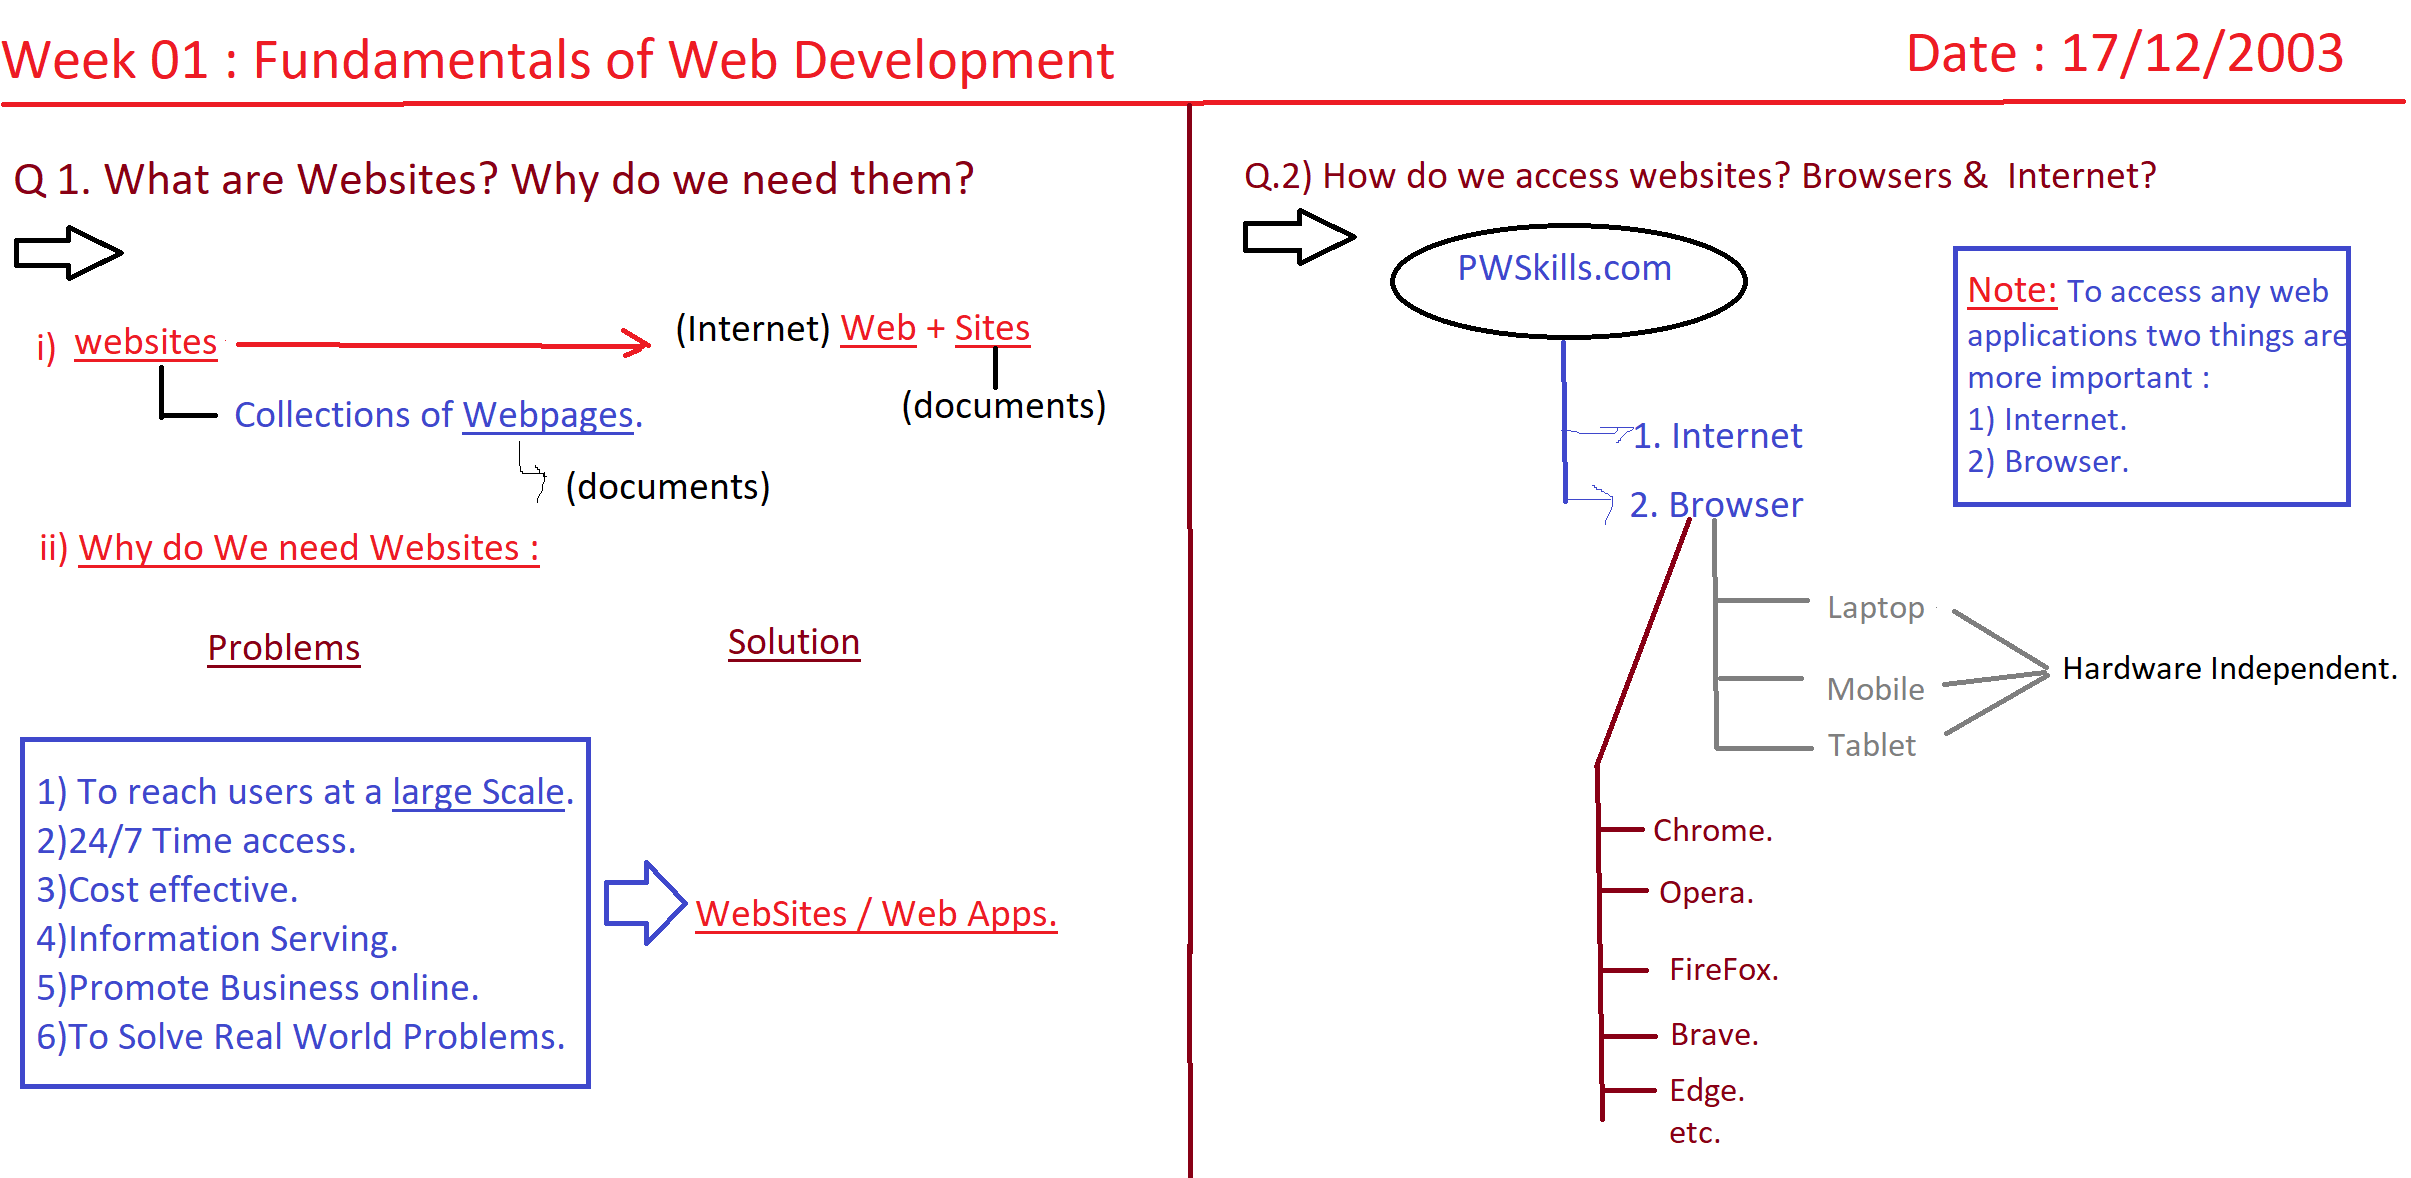 Week 01 : Fundamentals of Web Development
Date : 17/12/2003
Q 1. What are Websites? Why do we need them?
i) websites
(Internet) Web + Sites
(documents)
Collections of Webpages.
(documents)
ii) Why do We need Websites :
Problems
Solution
1) To reach users at a large Scale.
2)24/7 Time access.
3)Cost effective.
4)Information Serving.
5)Promote Business online.
6)To Solve Real World Problems.
WebSites / Web Apps.
Q.2) How do we access websites? Browsers &  Internet?
PWSkills.com
Note: To access any web
applications two things are
more important :
1) Internet.
2) Browser.
1. Internet
2. Browser
Laptop
Mobile
Tablet
Hardware Independent.
Chrome.
Opera.
FireFox.
Brave.
Edge.
etc.